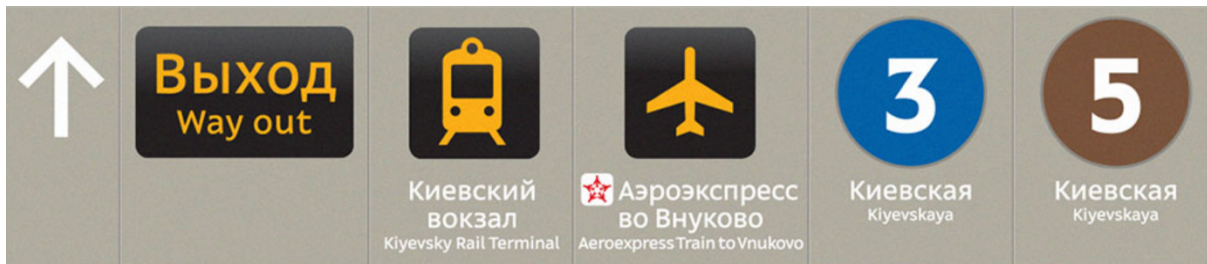 Выход
Way out
Киевский
вокзал
Kiyevsky Rail Terminal
Аэроэкспресс
во Внуково
Aeroexpress Train to Vnukovo
3
Киевская
Kiyevskaya
5
Киевская
Kiyevskaya